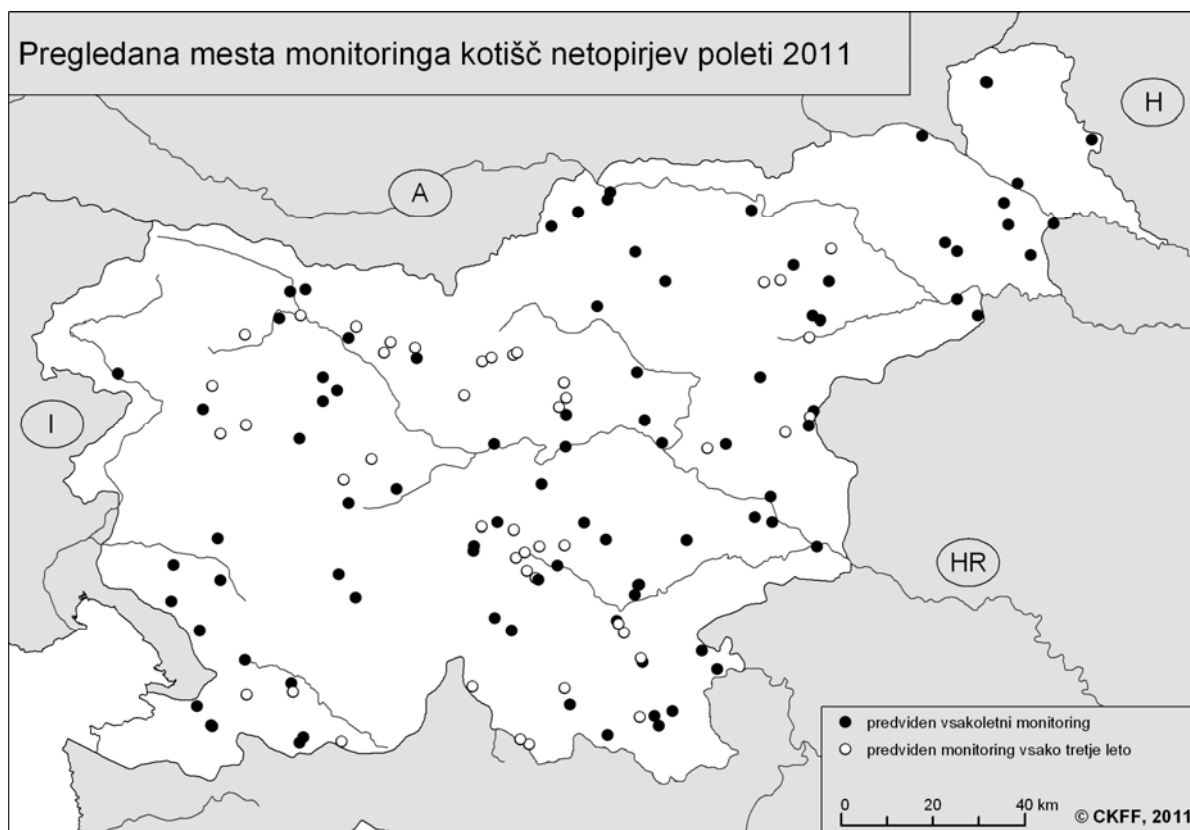 Pregledana mesta monitoringa kotišč netopirjev poleti 2011
H
A
I
HR
predviden vsakoletni monitoring
predviden monitoring vsako tretje leto
0 20 40 km
© CKFF, 2011